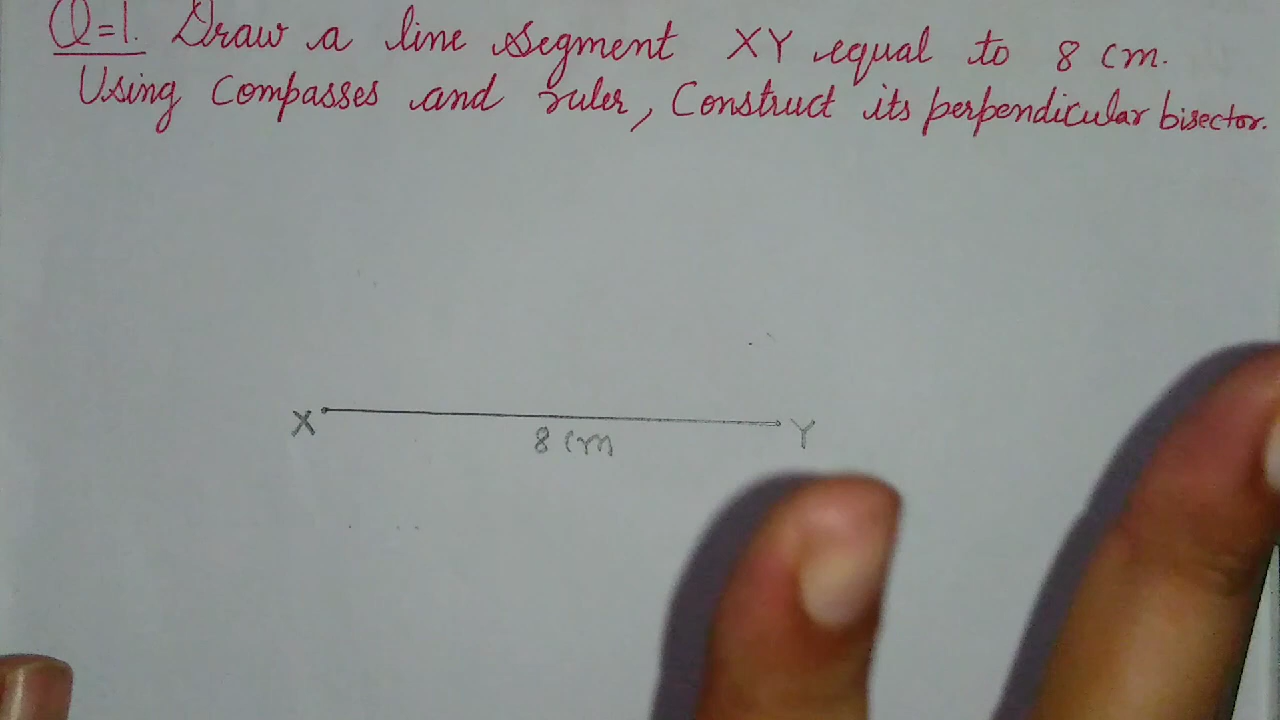 Q=1. Draw a line segment XY equal to 8 cm.
Using Compasses and ruler, Construct its perpendicular bisector.
X Y
8 cm